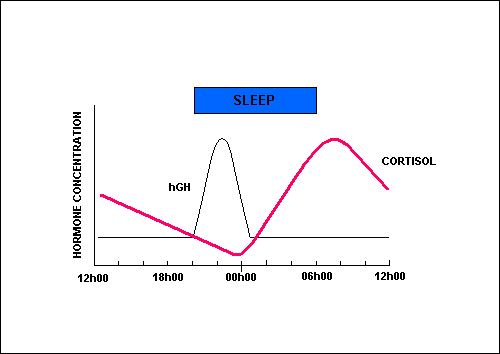 SLEEP
HORMONE CONCENTRATION
hGH
CORTISOL
12h00 18h00 00h00 06h00 12h00